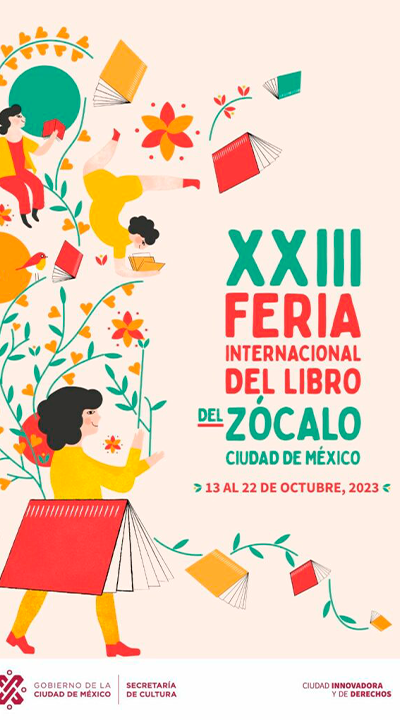 XXIII
FERIA
INTERNACIONAL
DEL LIBRO
DEL ZÓCALO
CIUDAD DE MÉXICO
13 AL 22 DE OCTUBRE, 2023
GOBIERNO DE LA
CIUDAD DE MÉXICO
SECRETARÍA
DE CULTURA
CIUDAD INNOVADORA
Y DE DERECHOS